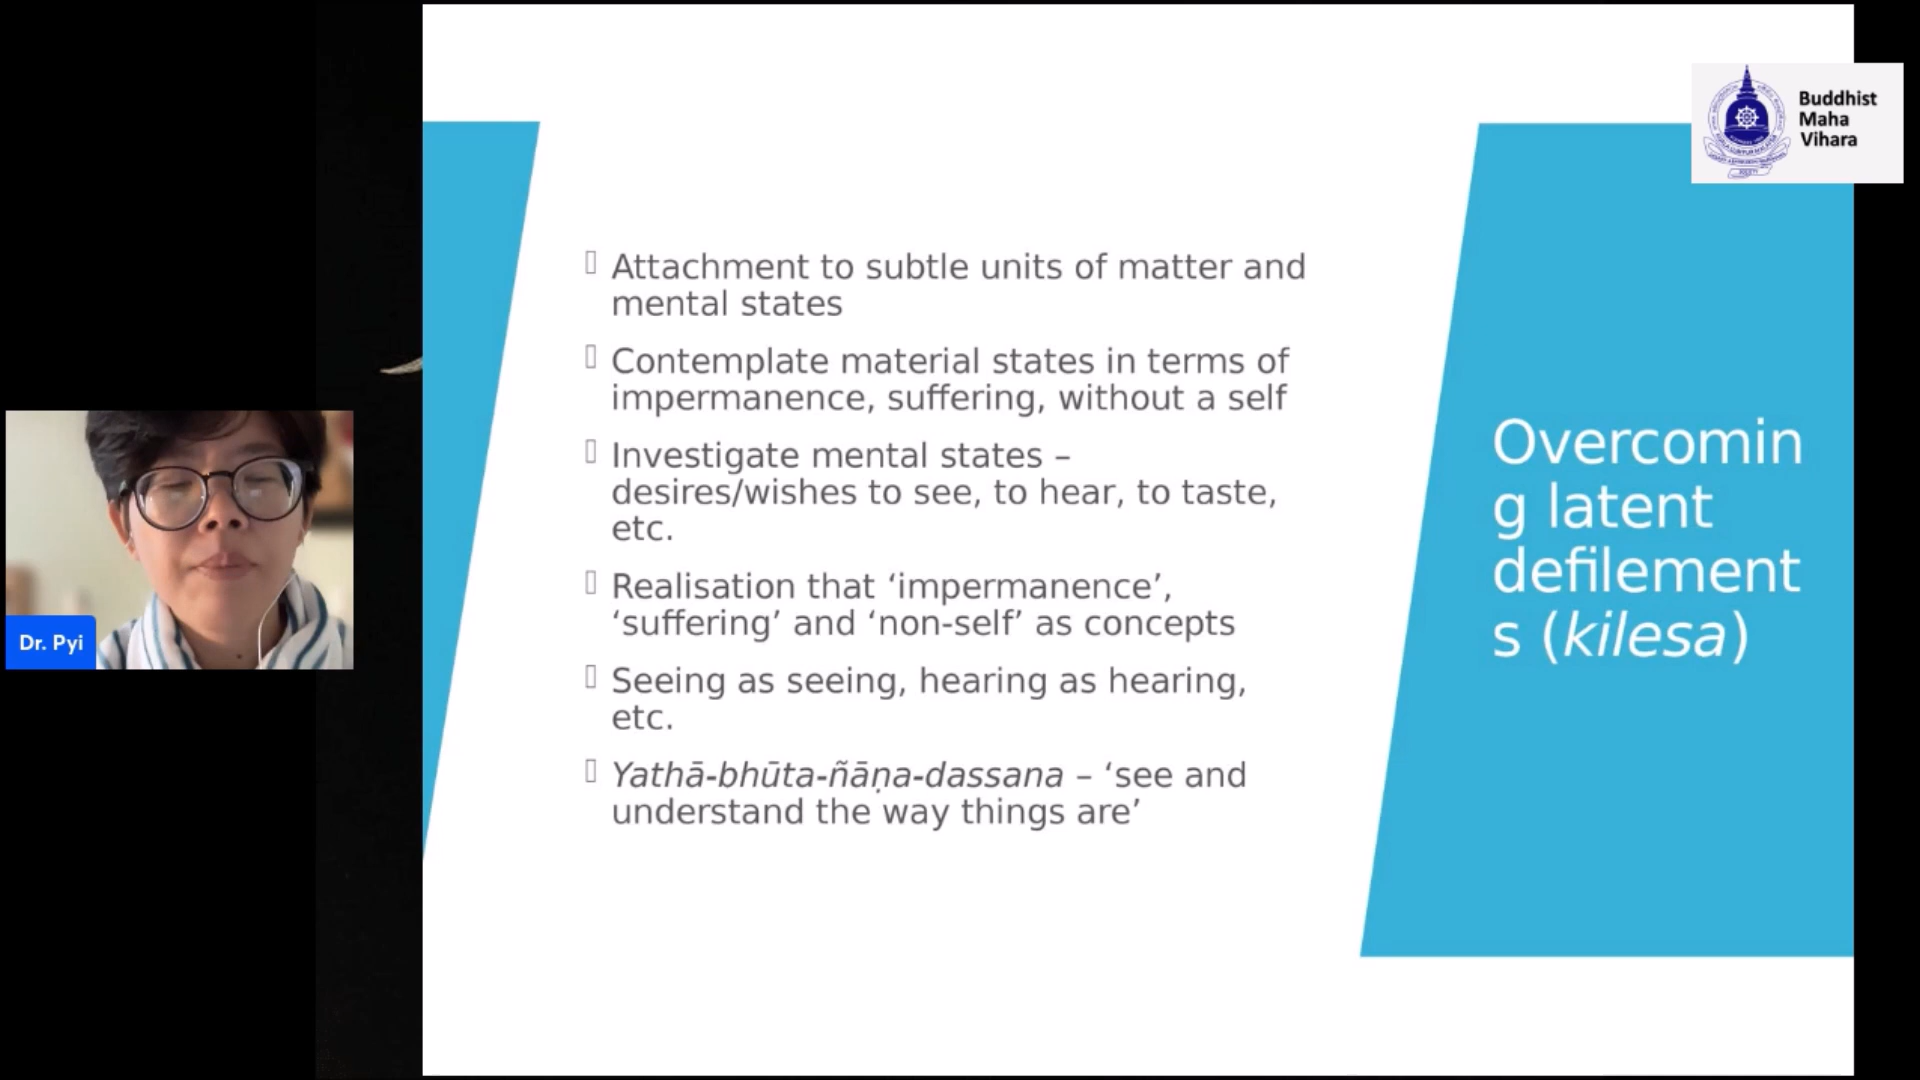 Attachment to subtle units of matter and
mental states
Contemplate material states in terms of
impermanence, suffering, without a self
Investigate mental states –
desires/wishes to see, to hear, to taste,
etc.
Realisation that ‘impermanence’,
‘suffering’ and ‘non-self’ as concepts
Seeing as seeing, hearing as hearing,
etc.
Yathā-bhūta-ñāṇa-dassana – ‘see and
understand the way things are’
Overcomin
g latent
defilement
s (kilesa)
Buddhist
Maha
Vihara
Dr. Pyi